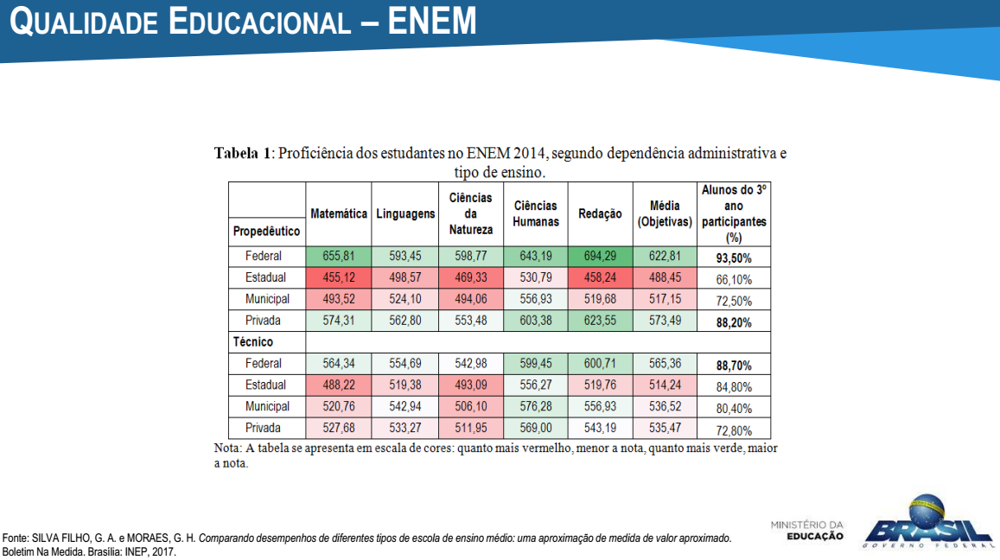 QUALIDADE EDUCACIONAL – ENEM
Tabela 1: Proficiência dos estudantes no ENEM 2014, segundo dependência administrativa e
tipo de ensino.
Propedêutico Matemática Linguagens Ciências da Natureza Ciências Humanas Redação Média (Objetivas) Alunos do 3º ano participantes (%)
Federal 655,81 593,45 598,77 643,19 694,29 622,81 93,50%
Estadual 455,12 498,57 469,33 530,79 458,24 488,45 66,10%
Municipal 493,52 524,10 494,06 556,93 519,68 517,15 72,50%
Privada 574,31 562,80 553,48 603,38 623,55 573,49 88,20%
Técnico
Federal 564,34 554,69 542,98 599,45 600,71 565,36 88,70%
Estadual 488,22 519,38 493,09 556,27 519,76 514,24 84,80%
Municipal 520,76 542,94 506,10 576,28 556,93 536,52 80,40%
Privada 527,68 533,27 511,95 569,00 543,19 535,47 72,80%
Nota: A tabela se apresenta em escala de cores: quanto mais vermelho, menor a nota, quanto mais verde, maior
a nota.
Fonte: SILVA FILHO, G. A. e MORAES, G. H. Comparando desempenhos de diferentes tipos de escola de ensino médio: uma aproximação de medida de valor aproximado.
Boletim Na Medida. Brasília: INEP, 2017.
MINISTÉRIO DA
EDUCAÇÃO
BRASIL
GOVERNO FEDERAL